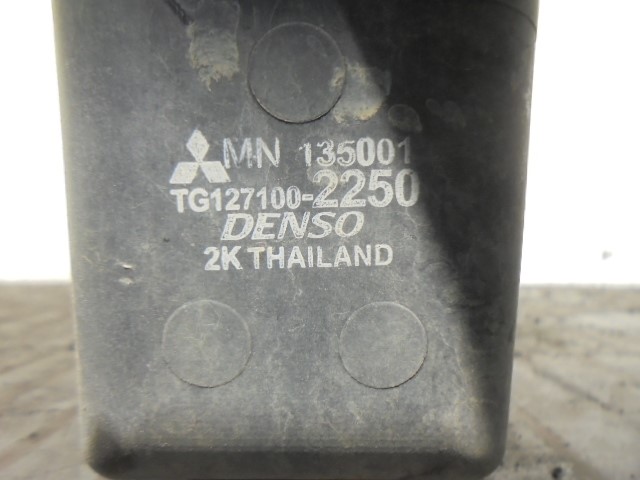 MN 135001
TG127100-2250
DENSO
2K THAILAND